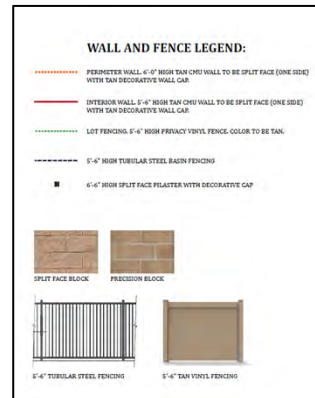 WALL AND FENCE LEGEND:
PERIMETER WALL. 6'-0" HIGH TAN CMU WALL TO BE SPLIT FACE (ONE SIDE)
WITH TAN DECORATIVE WALL CAP.
INTERIOR WALL. 5'-6" HIGH TAN CMU WALL TO BE SPLIT FACE (ONE SIDE)
WITH TAN DECORATIVE WALL CAP.
LOT FENCING. 5'-6" HIGH PRIVACY VINYL FENCE. COLOR TO BE TAN.
5'-6" HIGH TUBULAR STEEL BASIN FENCING
6'-6" HIGH SPLIT FACE PILASTER WITH DECORATIVE CAP
SPLIT FACE BLOCK
PRECISION BLOCK
5'-6" TUBULAR STEEL FENCING
5'-6" TAN VINYL FENCING